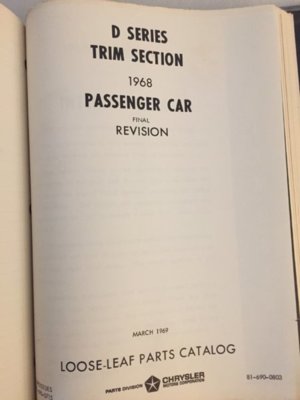 D SERIES
TRIM SECTION
1968
PASSENGER CAR
FINAL
REVISION
MARCH 1969
LOOSE-LEAF PARTS CATALOG
PARTS DIVISION CHRYSLER MOTORS CORPORATION
81-690-0803